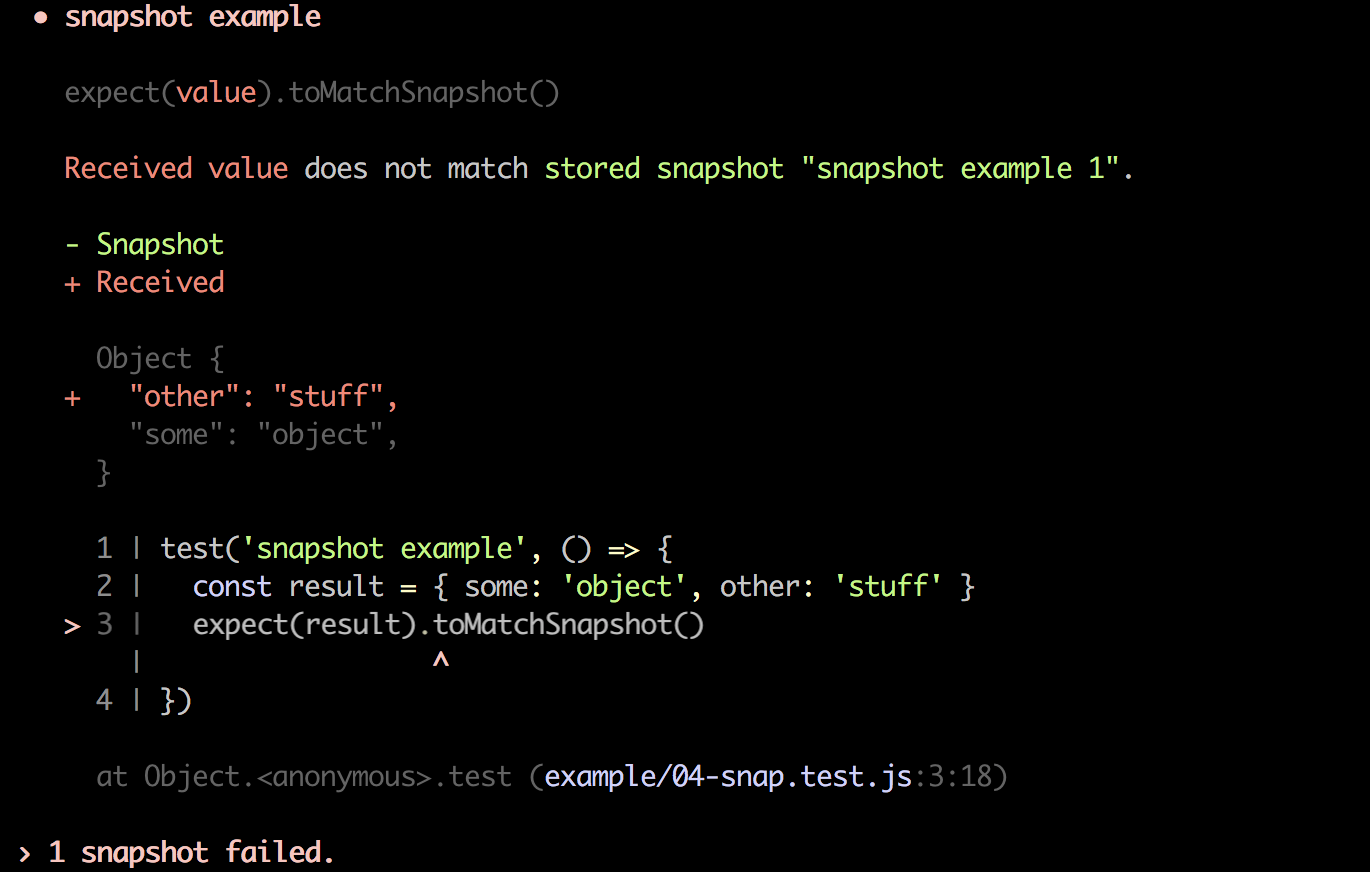 ● snapshot example
expect(value).toMatchSnapshot()
Received value does not match stored snapshot "snapshot example 1".
- Snapshot
+ Received
Object {
+   "other": "stuff",
"some": "object",
}
1 | test('snapshot example', () => {
2 |   const result = { some: 'object', other: 'stuff' }
> 3 |   expect(result).toMatchSnapshot()
|                  ^
4 | })
at Object.<anonymous>.test (example/04-snap.test.js:3:18)
› 1 snapshot failed.